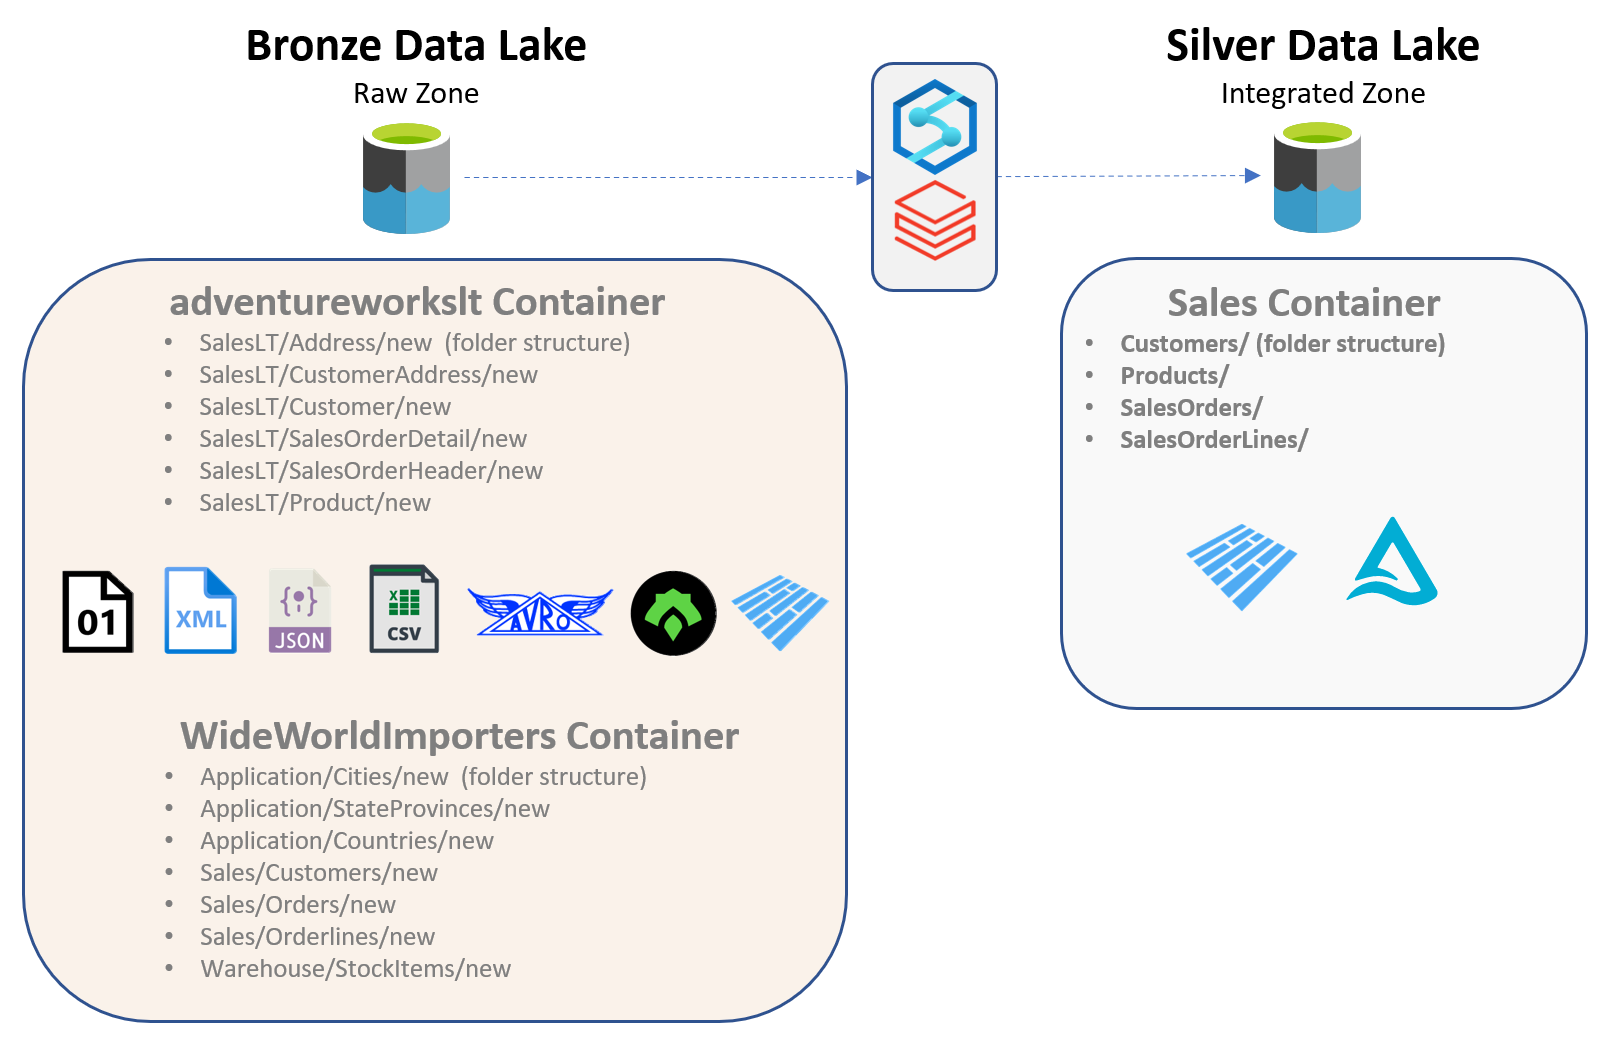 Bronze Data Lake
Raw Zone
Silver Data Lake
Integrated Zone
adventureworkslt Container
• SalesLT/Address/new (folder structure)
• SalesLT/CustomerAddress/new
• SalesLT/Customer/new
• SalesLT/SalesOrderDetail/new
• SalesLT/SalesOrderHeader/new
• SalesLT/Product/new
01
XML
{ } JSON
X CSV
AVRO
WideWorldImporters Container
• Application/Cities/new (folder structure)
• Application/StateProvinces/new
• Application/Countries/new
• Sales/Customers/new
• Sales/Orders/new
• Sales/Orderlines/new
• Warehouse/StockItems/new
Sales Container
• Customers/ (folder structure)
• Products/
• SalesOrders/
• SalesOrderLines/